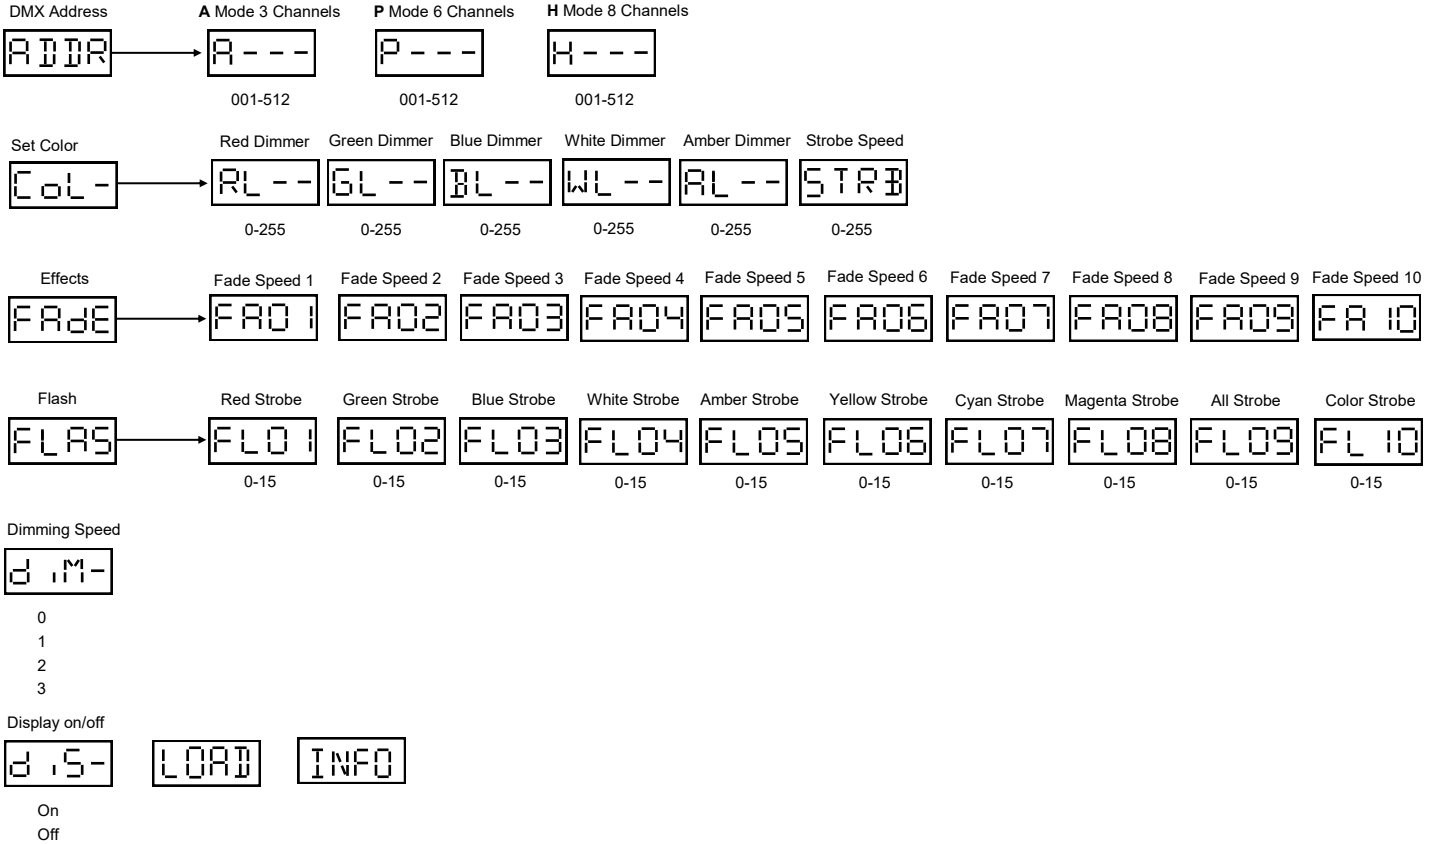 DMX Address A Mode 3 Channels P Mode 6 Channels H Mode 8 Channels
ADDR A--- P--- H---
001-512 001-512 001-512
Set Color Red Dimmer Green Dimmer Blue Dimmer White Dimmer Amber Dimmer Strobe Speed
CoL- RL-- GL-- BL-- WL-- AL-- STRB
0-255 0-255 0-255 0-255 0-255 0-255
Effects Fade Speed 1 Fade Speed 2 Fade Speed 3 Fade Speed 4 Fade Speed 5 Fade Speed 6 Fade Speed 7 Fade Speed 8 Fade Speed 9 Fade Speed 10
FAdE FA01 FA02 FA03 FA04 FA05 FA06 FA07 FA08 FA09 FA10
Flash Red Strobe Green Strobe Blue Strobe White Strobe Amber Strobe Yellow Strobe Cyan Strobe Magenta Strobe All Strobe Color Strobe
FLAS FL01 FL02 FL03 FL04 FL05 FL06 FL07 FL08 FL09 FL10
0-15 0-15 0-15 0-15 0-15 0-15 0-15 0-15 0-15 0-15
Dimming Speed
diM-
0
1
2
3
Display on/off
diS- LOAD INFO
On
Off